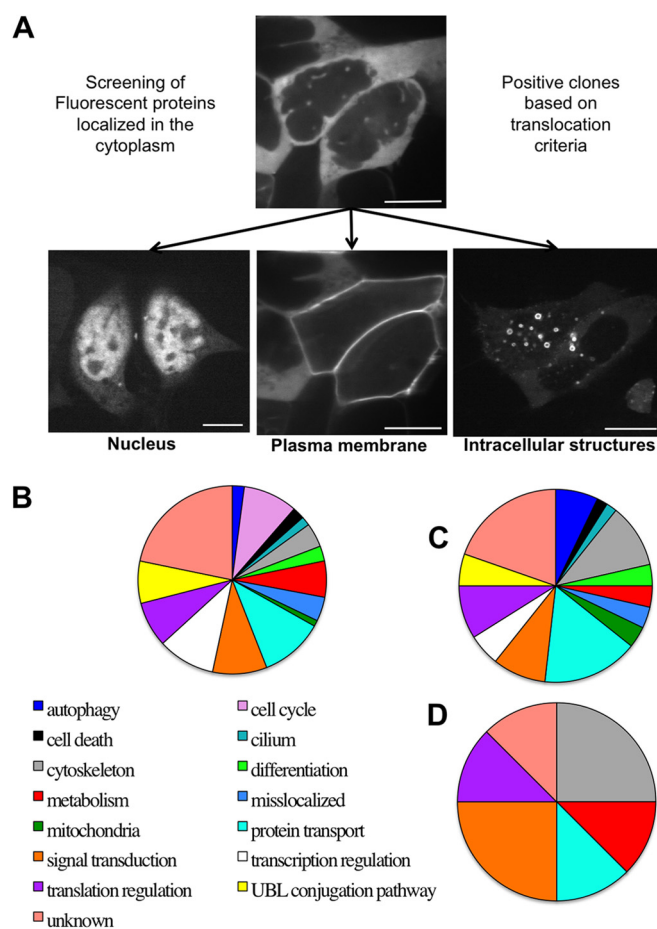 A
Screening of
Fluorescent proteins
localized in the
cytoplasm
Positive clones
based on
translocation
criteria
Nucleus
Plasma membrane
Intracellular structures
B
C
autophagy
cell death
cytoskeleton
metabolism
mitochondria
signal transduction
translation regulation
unknown
cell cycle
cilium
differentiation
mislocalized
protein transport
transcription regulation
UBL conjugation pathway
D